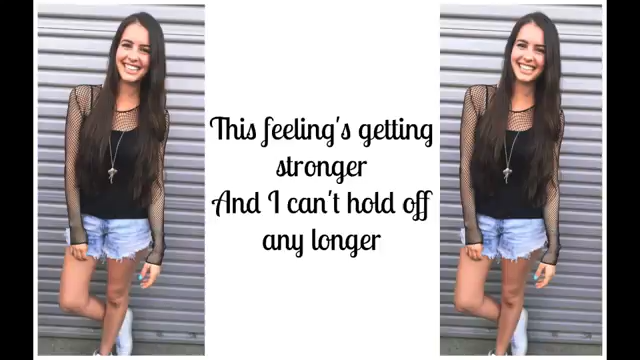 This feeling's getting
stronger
And I can't hold off
any longer